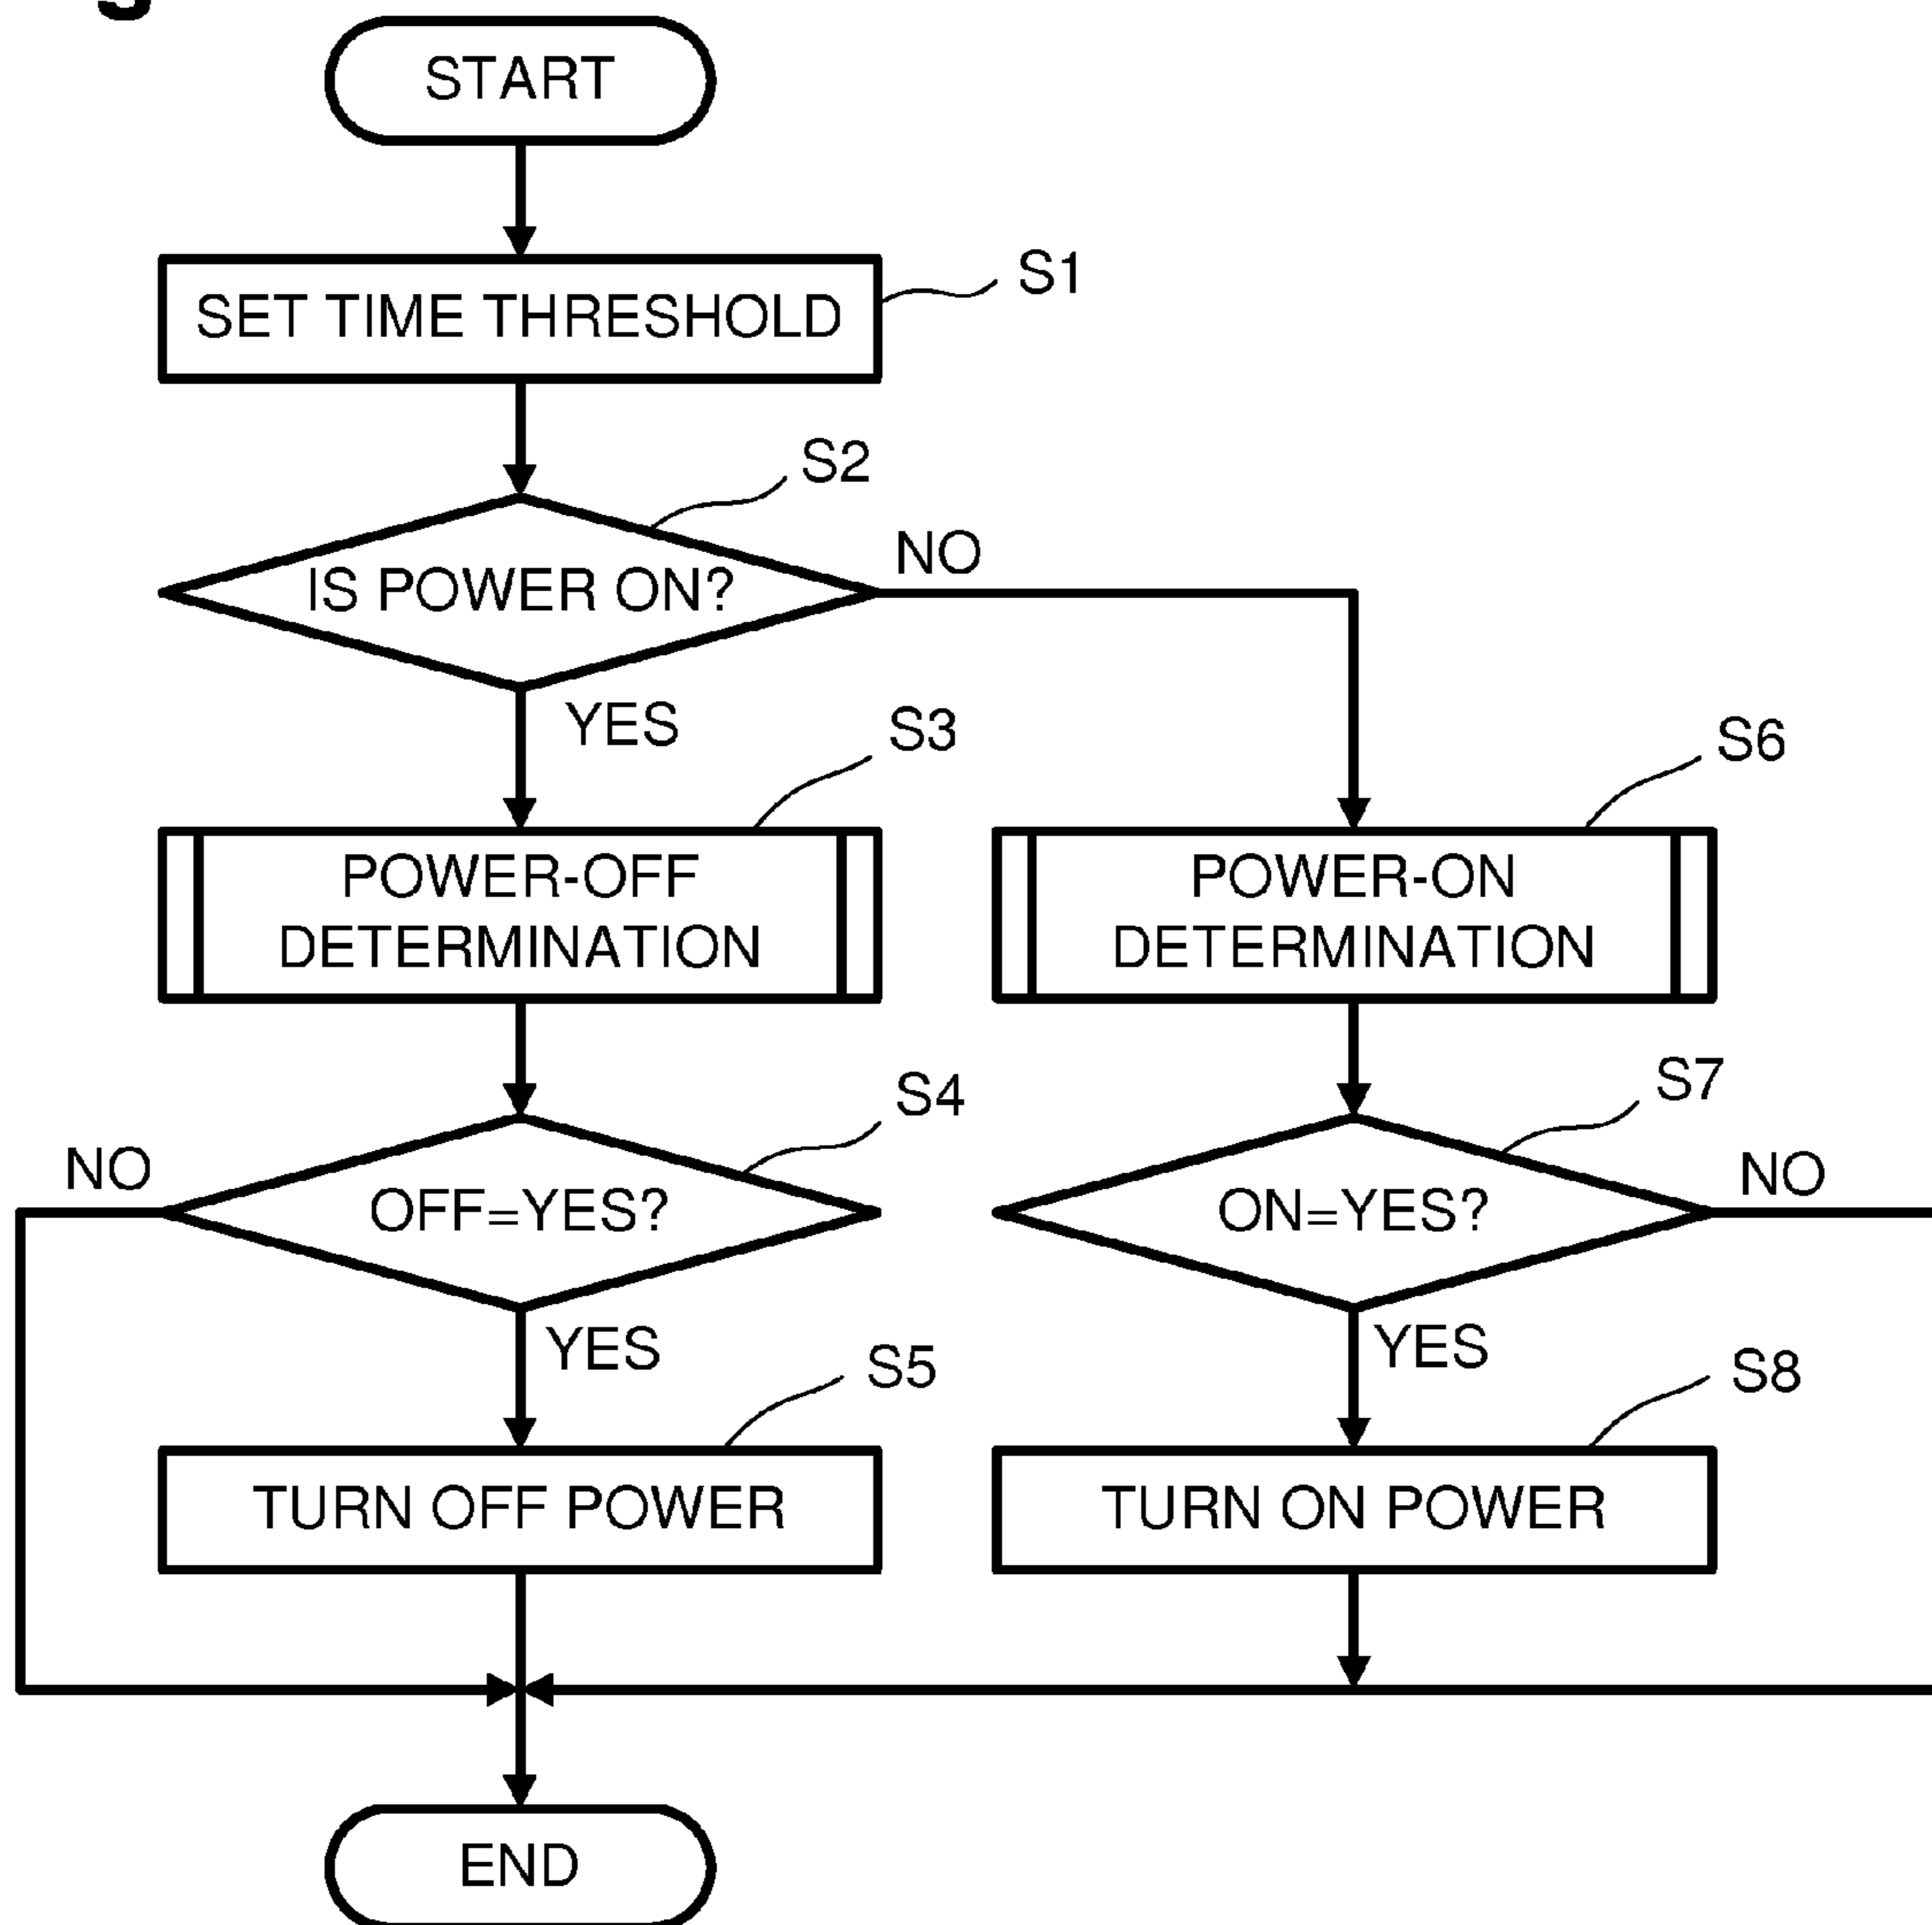 START
SET TIME THRESHOLD
S1
S2
IS POWER ON?
NO
YES
S3
S6
POWER-OFF
DETERMINATION
POWER-ON
DETERMINATION
S4
S7
NO
OFF=YES?
ON=YES?
NO
YES
YES
S5
S8
TURN OFF POWER
TURN ON POWER
END